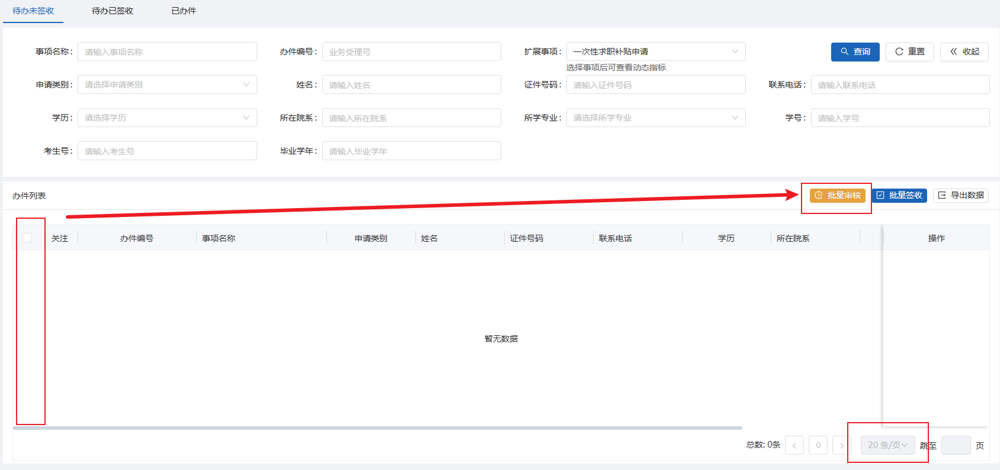 待办未签收 待办已签收 已办件
事项名称： 请输入事项名称 办件编号： 业务受理号 扩展事项： 一次性求职补贴申请 查询 重置 收起
选择事项后可查看动态指标
申请类别： 请选择申请类别 姓名： 请输入姓名 证件号码： 请输入证件号码 联系电话： 请输入联系电话
学历： 请选择学历 所在院系： 请输入所在院系 所学专业： 请选择所学专业 学号： 请输入学号
考生号： 请输入考生号 毕业学年： 请输入毕业学年
办件列表 批量审核 批量签收 导出数据
关注 办件编号 事项名称 申请类别 姓名 证件号码 联系电话 学历 所在院系 操作
暂无数据
总数: 0条 < 0 > 20 条/页 跳至 页